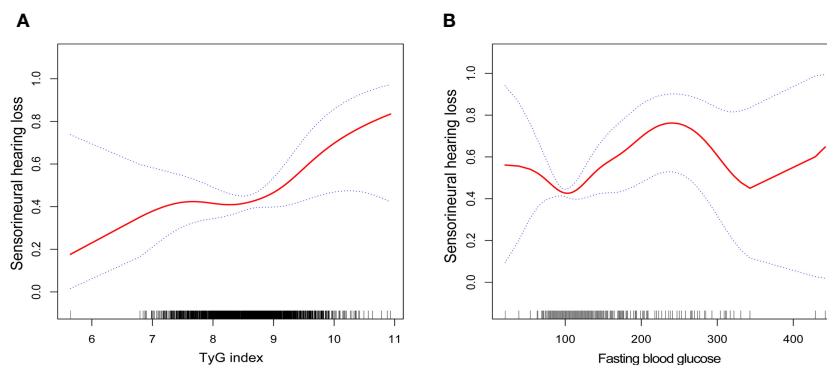 A
Sensorineural hearing loss
1.0
0.8
0.6
0.4
0.2
0.0
6 7 8 9 10 11
TyG index
B
Sensorineural hearing loss
1.0
0.8
0.6
0.4
0.2
0.0
100 200 300 400
Fasting blood glucose